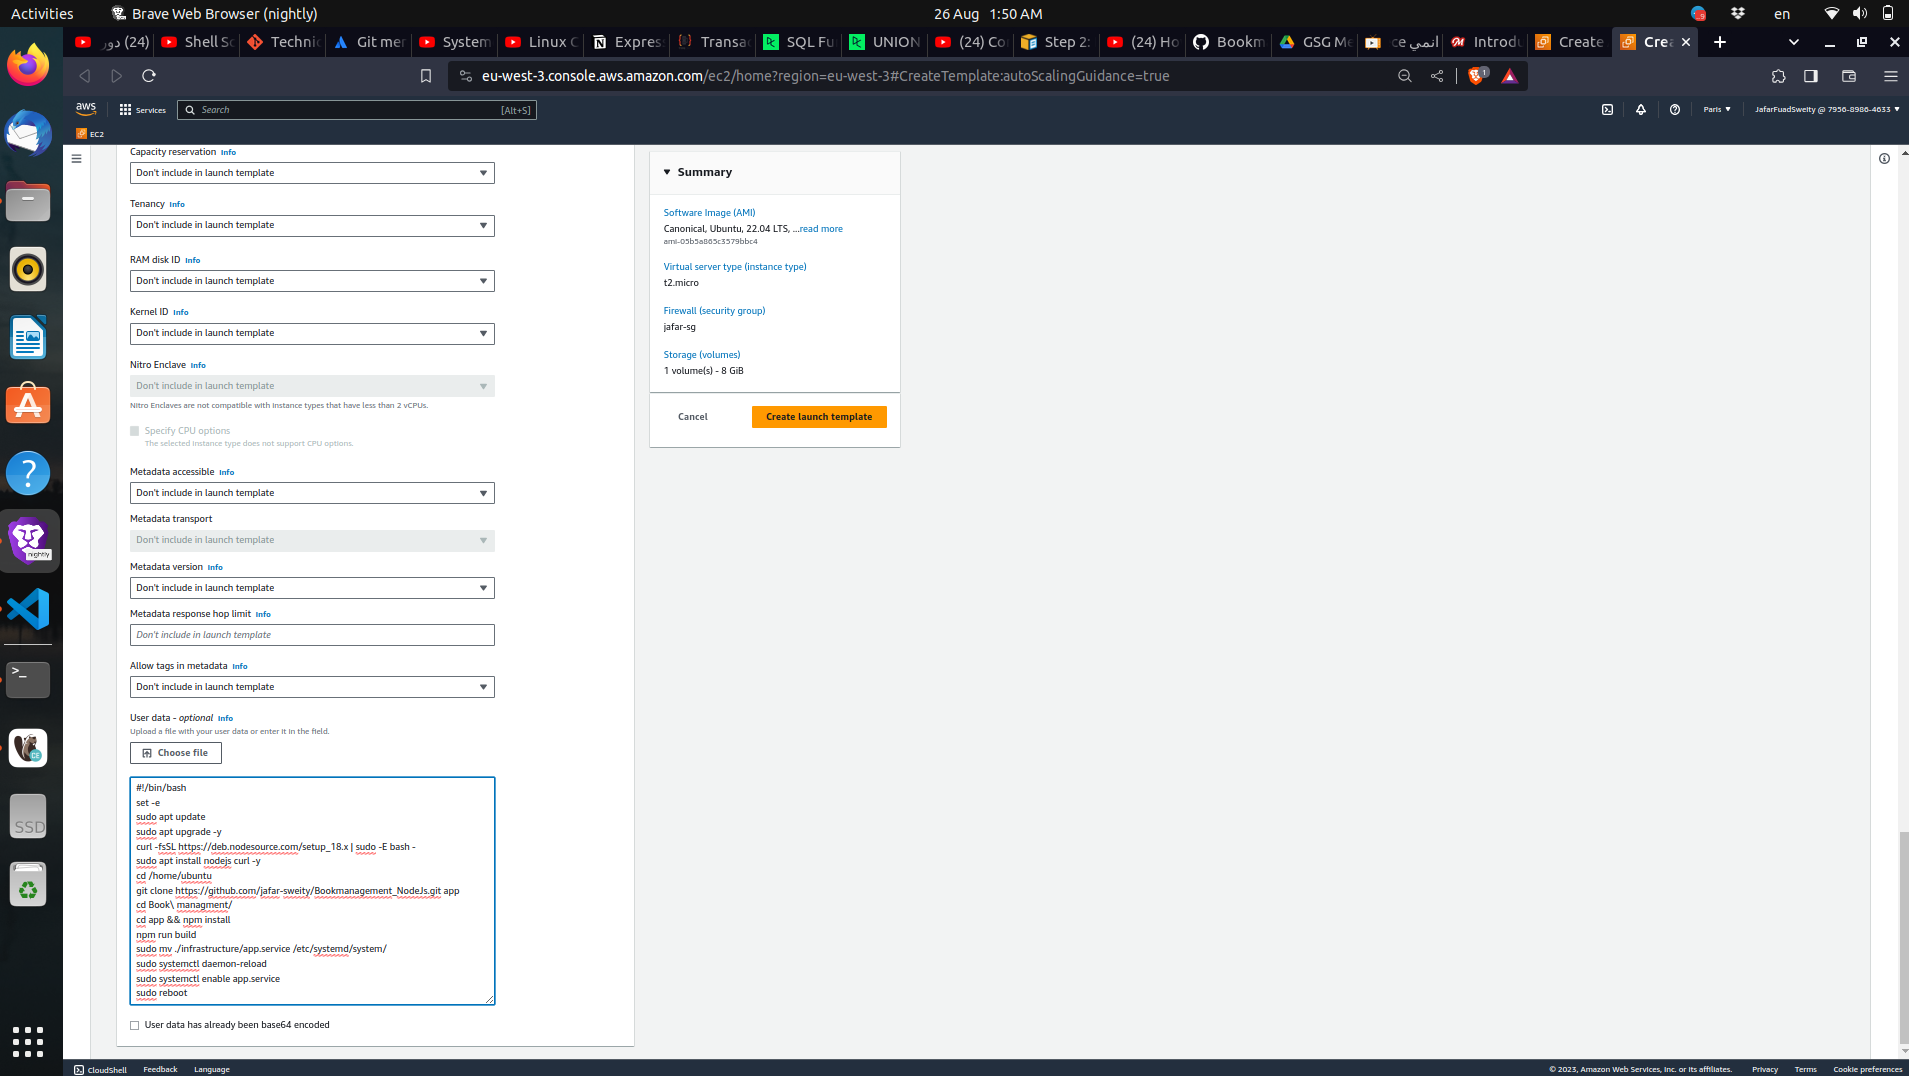 Activities
Brave Web Browser (nightly)
26 Aug 1:50 AM
en
(24) دور
Shell Sc
Technic
Git mer
System
Linux C
Expres
Transac
SQL Fu
UNION
(24) Co
Step 2:
(24) Ho
Bookm
GSG Me
انمي ce
Introdu
Create
Crea
eu-west-3.console.aws.amazon.com/ec2/home?region=eu-west-3#CreateTemplate:autoScalingGuidance=true
1
aws
Services
Search
[Alt+S]
Paris
JafarFuadSweity @ 7956-8986-4633
EC2
Capacity reservation Info
Don't include in launch template
Tenancy Info
Don't include in launch template
RAM disk ID Info
Don't include in launch template
Kernel ID Info
Don't include in launch template
Nitro Enclave Info
Don't include in launch template
Nitro Enclaves are not compatible with instance types that have less than 2 vCPUs.
Specify CPU options
The selected instance type does not support CPU options.
Metadata accessible Info
Don't include in launch template
Metadata transport
Don't include in launch template
Metadata version Info
Don't include in launch template
Metadata response hop limit Info
Don't include in launch template
Allow tags in metadata Info
Don't include in launch template
User data - optional Info
Upload a file with your user data or enter it in the field.
Choose file
#!/bin/bash
set -e
sudo apt update
sudo apt upgrade -y
curl -fsSL https://deb.nodesource.com/setup_18.x | sudo -E bash -
sudo apt install nodejs curl -y
cd /home/ubuntu
git clone https://github.com/jafar-sweity/Bookmanagement_NodeJs.git app
cd Book\ managment/
cd app && npm install
npm run build
sudo mv ./infrastructure/app.service /etc/systemd/system/
sudo systemctl daemon-reload
sudo systemctl enable app.service
sudo reboot
User data has already been base64 encoded
Summary
Software Image (AMI)
Canonical, Ubuntu, 22.04 LTS, ...read more
ami-05b5a865c3579bbc4
Virtual server type (instance type)
t2.micro
Firewall (security group)
jafar-sg
Storage (volumes)
1 volume(s) - 8 GiB
Cancel
Create launch template
nightly
SSD
CloudShell
Feedback
Language
© 2023, Amazon Web Services, Inc. or its affiliates.
Privacy
Terms
Cookie preferences